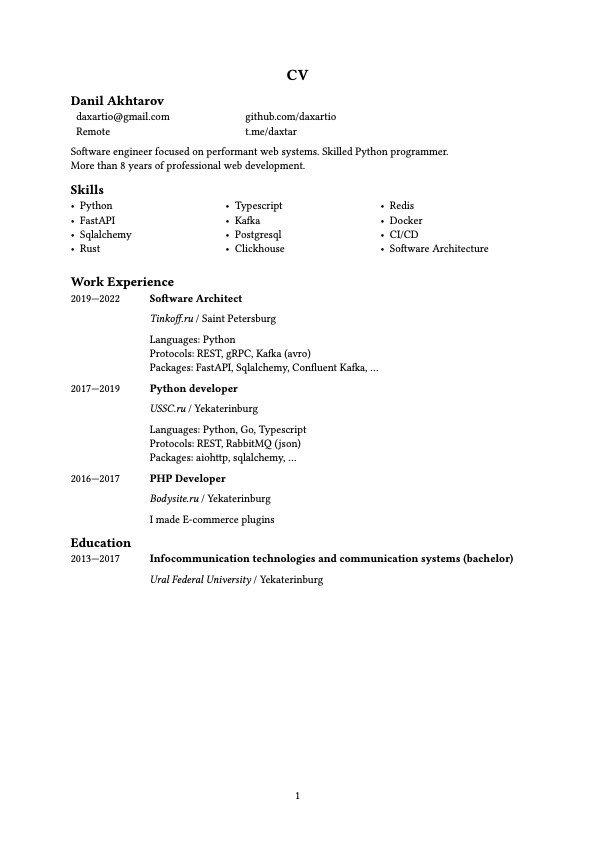 CV
Danil Akhtarov
daxartio@gmail.com github.com/daxartio
Remote t.me/daxtar
Software engineer focused on performant web systems. Skilled Python programmer.
More than 8 years of professional web development.
Skills
• Python • Typescript • Redis
• FastAPI • Kafka • Docker
• Sqlalchemy • Postgresql • CI/CD
• Rust • Clickhouse • Software Architecture
Work Experience
2019—2022 Software Architect
Tinkoff.ru / Saint Petersburg
Languages: Python
Protocols: REST, gRPC, Kafka (avro)
Packages: FastAPI, Sqlalchemy, Confluent Kafka, …
2017—2019 Python developer
USSC.ru / Yekaterinburg
Languages: Python, Go, Typescript
Protocols: REST, RabbitMQ (json)
Packages: aiohttp, sqlalchemy, …
2016—2017 PHP Developer
Bodysite.ru / Yekaterinburg
I made E-commerce plugins
Education
2013—2017 Infocommunication technologies and communication systems (bachelor)
Ural Federal University / Yekaterinburg
1